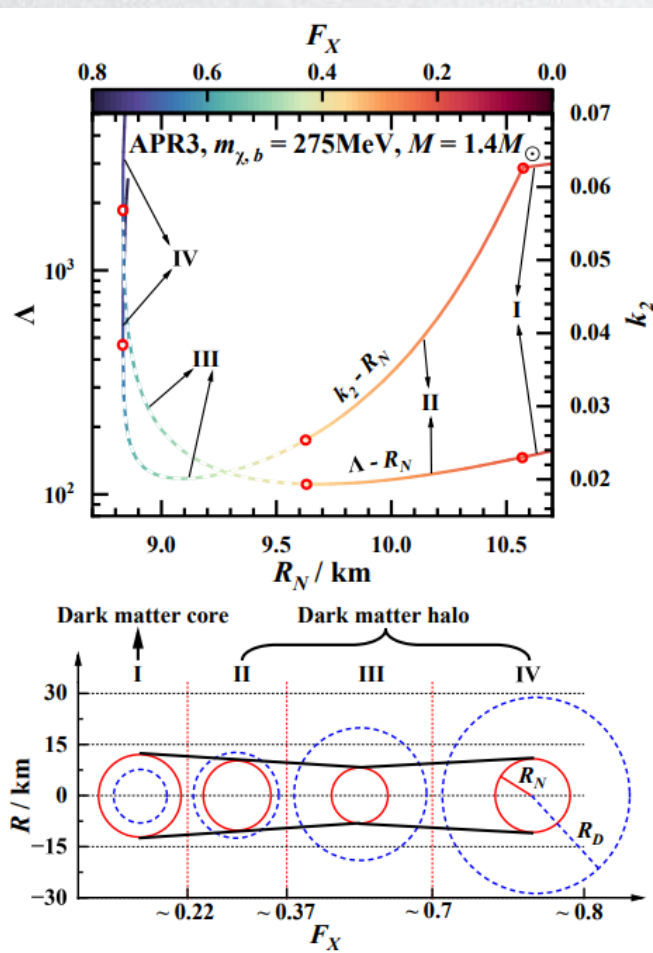 F_X
0.8 0.6 0.4 0.2 0.0
APR3, m_{χ, b} = 275MeV, M = 1.4M_⊙
0.07
0.06
0.05
0.04
0.03
0.02
k_2
10^3
10^2
Λ
IV
III
I
II
k_2 - R_N
Λ - R_N
9.0 9.5 10.0 10.5
R_N / km
Dark matter core Dark matter halo
I II III IV
30
15
0
−15
−30
R / km
R_N
R_D
~ 0.22 ~ 0.37 ~ 0.7 ~ 0.8
F_X